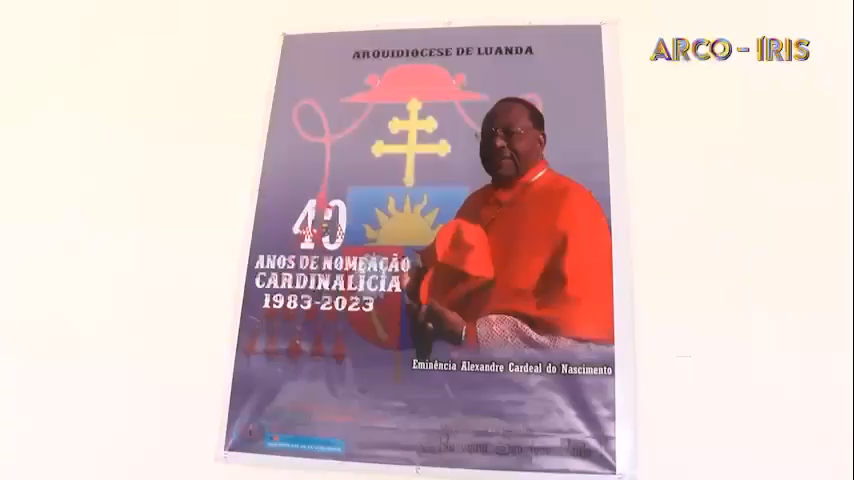 ARQUIDIOCESE DE LUANDA
ARCO-ÍRIS
40
ANOS DE NOMEAÇÃO
CARDINALÍCIA
1983-2023
Eminência Alexandre Cardeal do Nascimento